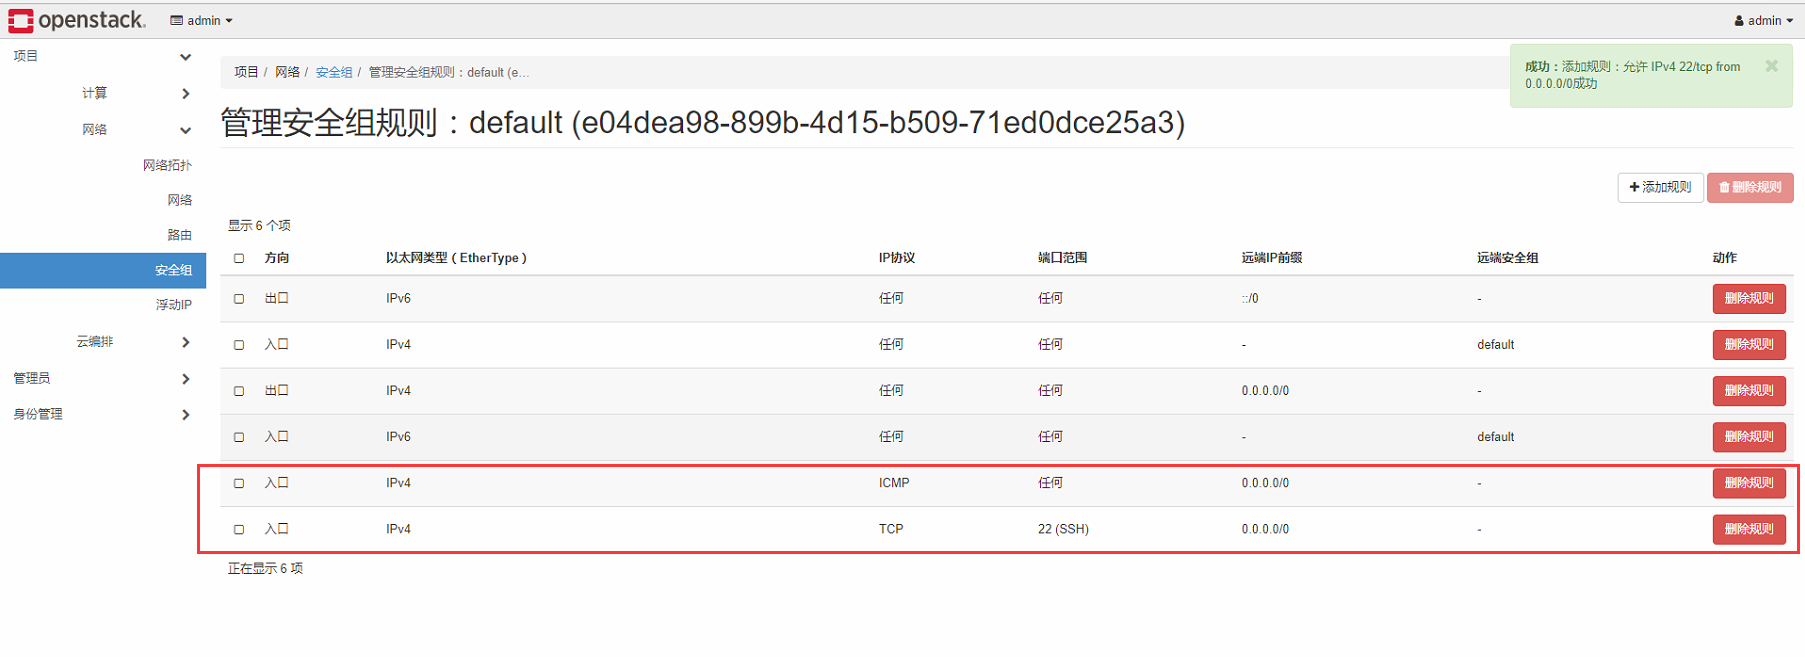 openstack.
admin
admin
项目
计算
网络
网络拓扑
网络
路由
安全组
浮动IP
云编排
管理员
身份管理
项目 / 网络 / 安全组 / 管理安全组规则：default (e...
成功：添加规则：允许 IPv4 22/tcp from
0.0.0.0/0成功
管理安全组规则：default (e04dea98-899b-4d15-b509-71ed0dce25a3)
添加规则 删除规则
显示 6 个项
方向 以太网类型（EtherType） IP协议 端口范围 远端IP前缀 远端安全组 动作
出口 IPv6 任何 任何 ::/0 - 删除规则
入口 IPv4 任何 任何 - default 删除规则
出口 IPv4 任何 任何 0.0.0.0/0 - 删除规则
入口 IPv6 任何 任何 - default 删除规则
入口 IPv4 ICMP 任何 0.0.0.0/0 - 删除规则
入口 IPv4 TCP 22 (SSH) 0.0.0.0/0 - 删除规则
正在显示 6 项